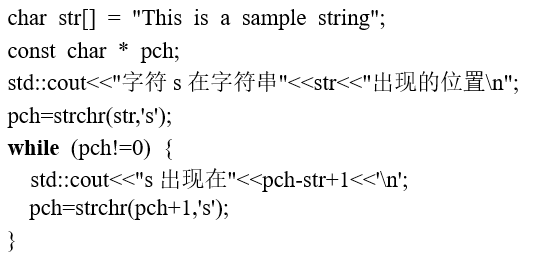 char str[] = "This is a sample string";
const char * pch;
std::cout<<"字符 s 在字符串"<<str<<"出现的位置\n";
pch=strchr(str,'s');
while (pch!=0) {
std::cout<<"s 出现在"<<pch-str+1<<'\n';
pch=strchr(pch+1,'s');
}